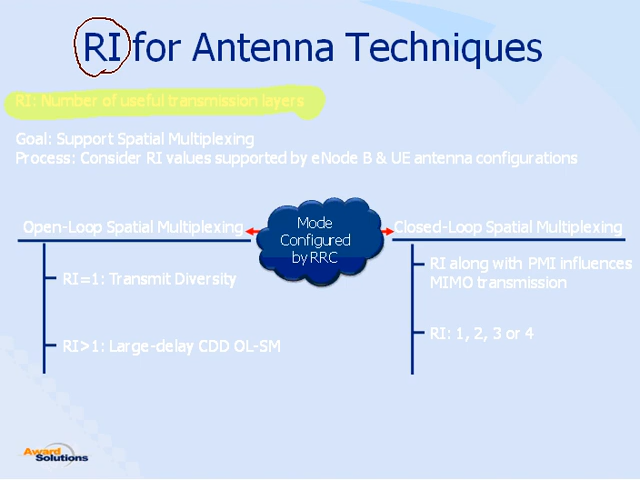 RI for Antenna Techniques
RI: Number of useful transmission layers
Goal: Support Spatial Multiplexing
Process: Consider RI values supported by eNode B & UE antenna configurations
Open-Loop Spatial Multiplexing
Mode
Configured
by RRC
Closed-Loop Spatial Multiplexing
RI=1: Transmit Diversity
RI>1: Large-delay CDD OL-SM
RI along with PMI influences
MIMO transmission
RI: 1, 2, 3 or 4
Award
Solutions